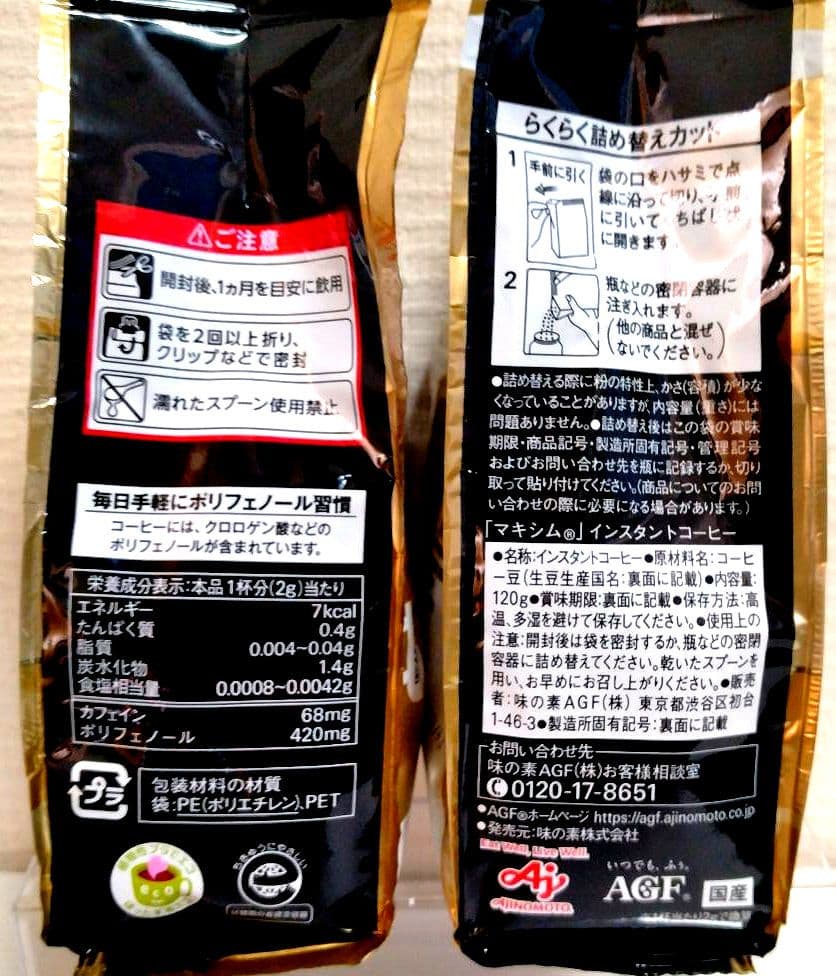 ご注意
開封後、1ヵ月を目安に飲用
袋を2回以上折り、
クリップなどで密封
濡れたスプーン使用禁止
毎日手軽にポリフェノール習慣
コーヒーには、クロロゲン酸などの
ポリフェノールが含まれています。
栄養成分表示:本品1杯分(2g)当たり
エネルギー 7kcal
たんぱく質 0.4g
脂質 0.004~0.04g
炭水化物 1.4g
食塩相当量 0.0008~0.0042g
カフェイン 68mg
ポリフェノール 420mg
プラ
包装材料の材質
袋:PE(ポリエチレン)、PET
eco
らくらく詰め替えカット
1 手前に引く
袋の口をハサミで点
線に沿って切り、手前
に引いてくちばし状
に開きます。
2
瓶などの密閉容器に
注ぎ入れます。
(他の商品と混ぜ
ないでください。)
●詰め替える際に粉の特性上、かさ(容積)が少な
くなっていることがありますが、内容量(重さ)には
問題ありません。●詰め替え後はこの袋の賞味
期限・商品記号・製造所固有記号・管理記号
およびお問い合わせ先を瓶に記録するか、切り
取って貼り付けてください。(商品についてのお問
い合わせの際に必要になる場合があります。)
「マキシム®」インスタントコーヒー
●名称:インスタントコーヒー●原材料名:コーヒ
ー豆(生豆生産国名:裏面に記載)●内容量:
120g●賞味期限:裏面に記載●保存方法:高
温、多湿を避けて保存してください。●使用上の
注意:開封後は袋を密封するか、瓶などの密閉
容器に詰め替えてください。乾いたスプーンを
用い、お早めにお召し上がりください。●販売
者:味の素AGF(株) 東京都渋谷区初台
1-46-3●製造所固有記号:裏面に記載
お問い合わせ先
味の素AGF(株)お客様相談室
0120-17-8651
●AGF®ホームページ https://agf.ajinomoto.co.jp
●発売元:味の素株式会社
Eat Well, Live Well.
Aj
AJINOMOTO
いつでも、ふぅ。
AGF® 国産